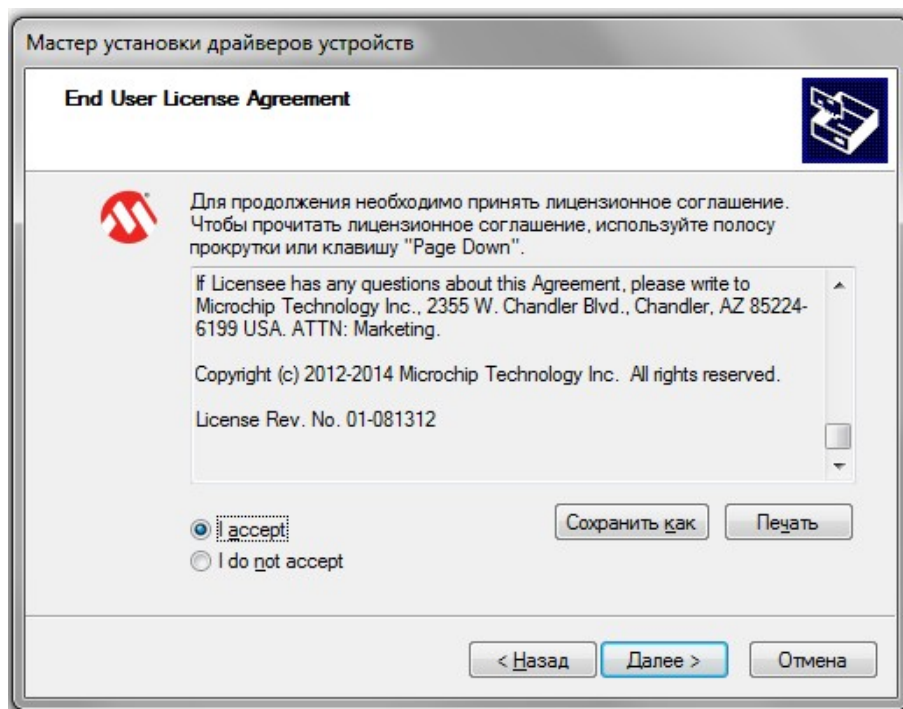 Мастер установки драйверов устройств
End User License Agreement
Для продолжения необходимо принять лицензионное соглашение.
Чтобы прочитать лицензионное соглашение, используйте полосу
прокрутки или клавишу "Page Down".
If Licensee has any questions about this Agreement, please write to
Microchip Technology Inc., 2355 W. Chandler Blvd., Chandler, AZ 85224-
6199 USA. ATTN: Marketing.
Copyright (c) 2012-2014 Microchip Technology Inc.  All rights reserved.
License Rev. No. 01-081312
I accept
Сохранить как
Печать
I do not accept
< Назад
Далее >
Отмена